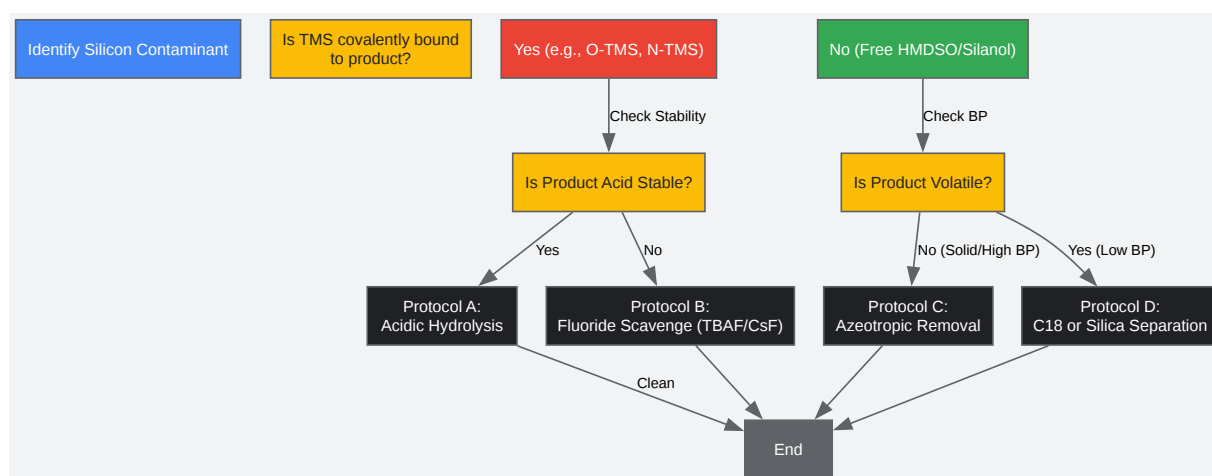 Identify Silicon Contaminant
Is TMS covalently bound
to product?
Yes (e.g., O-TMS, N-TMS)
No (Free HMDSO/Silanol)
Check Stability
Check BP
Is Product Acid Stable?
Is Product Volatile?
Yes
No
No (Solid/High BP)
Yes (Low BP)
Protocol A:
Acidic Hydrolysis
Protocol B:
Fluoride Scavenge (TBAF/CsF)
Protocol C:
Azeotropic Removal
Protocol D:
C18 or Silica Separation
Clean
End